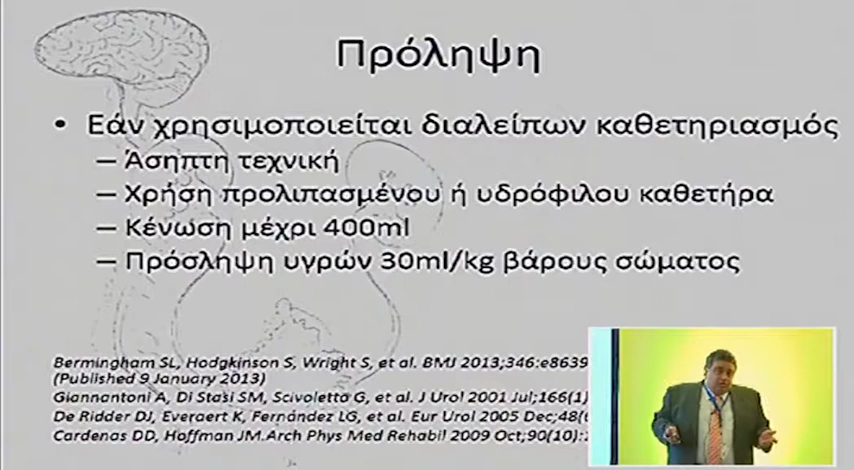 Πρόληψη
• Εάν χρησιμοποιείται διαλείπων καθετηριασμός
– Άσηπτη τεχνική
– Χρήση προλιπασμένου ή υδρόφιλου καθετήρα
– Κένωση μέχρι 400ml
– Πρόσληψη υγρών 30ml/kg βάρους σώματος
Bermingham SL, Hodgkinson S, Wright S, et al. BMJ 2013;346:e8639
(Published 9 January 2013)
Giannantoni A, Di Stasi SM, Scivoletto G, et al. J Urol 2001 Jul;166(1)
De Ridder DJ, Everaert K, Fernández LG, et al. Eur Urol 2005 Dec;48(
Cardenas DD, Hoffman JM.Arch Phys Med Rehabil 2009 Oct;90(10):